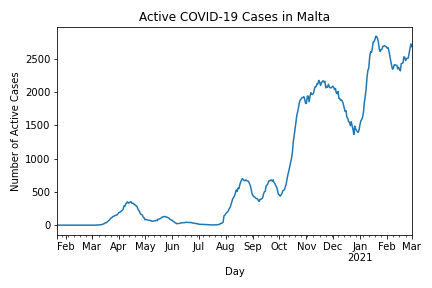 Active COVID-19 Cases in Malta
Number of Active Cases
2500
2000
1500
1000
500
0
Feb Mar Apr May Jun Jul Aug Sep Oct Nov Dec Jan Feb Mar
2021
Day